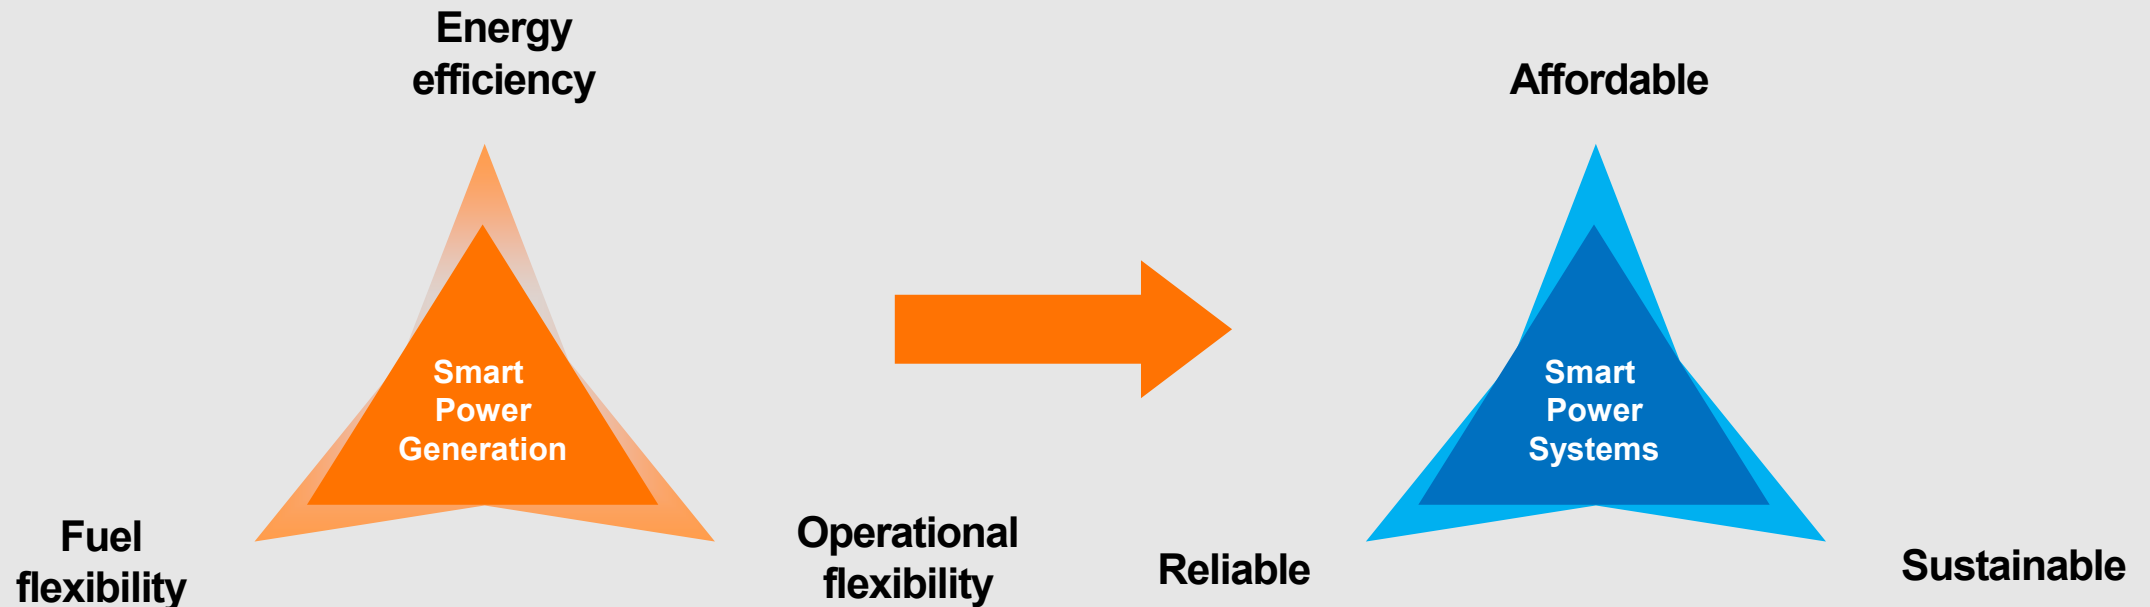 Energy
efficiency
Smart
Power
Generation
Fuel
flexibility
Operational
flexibility
Affordable
Smart
Power
Systems
Reliable
Sustainable